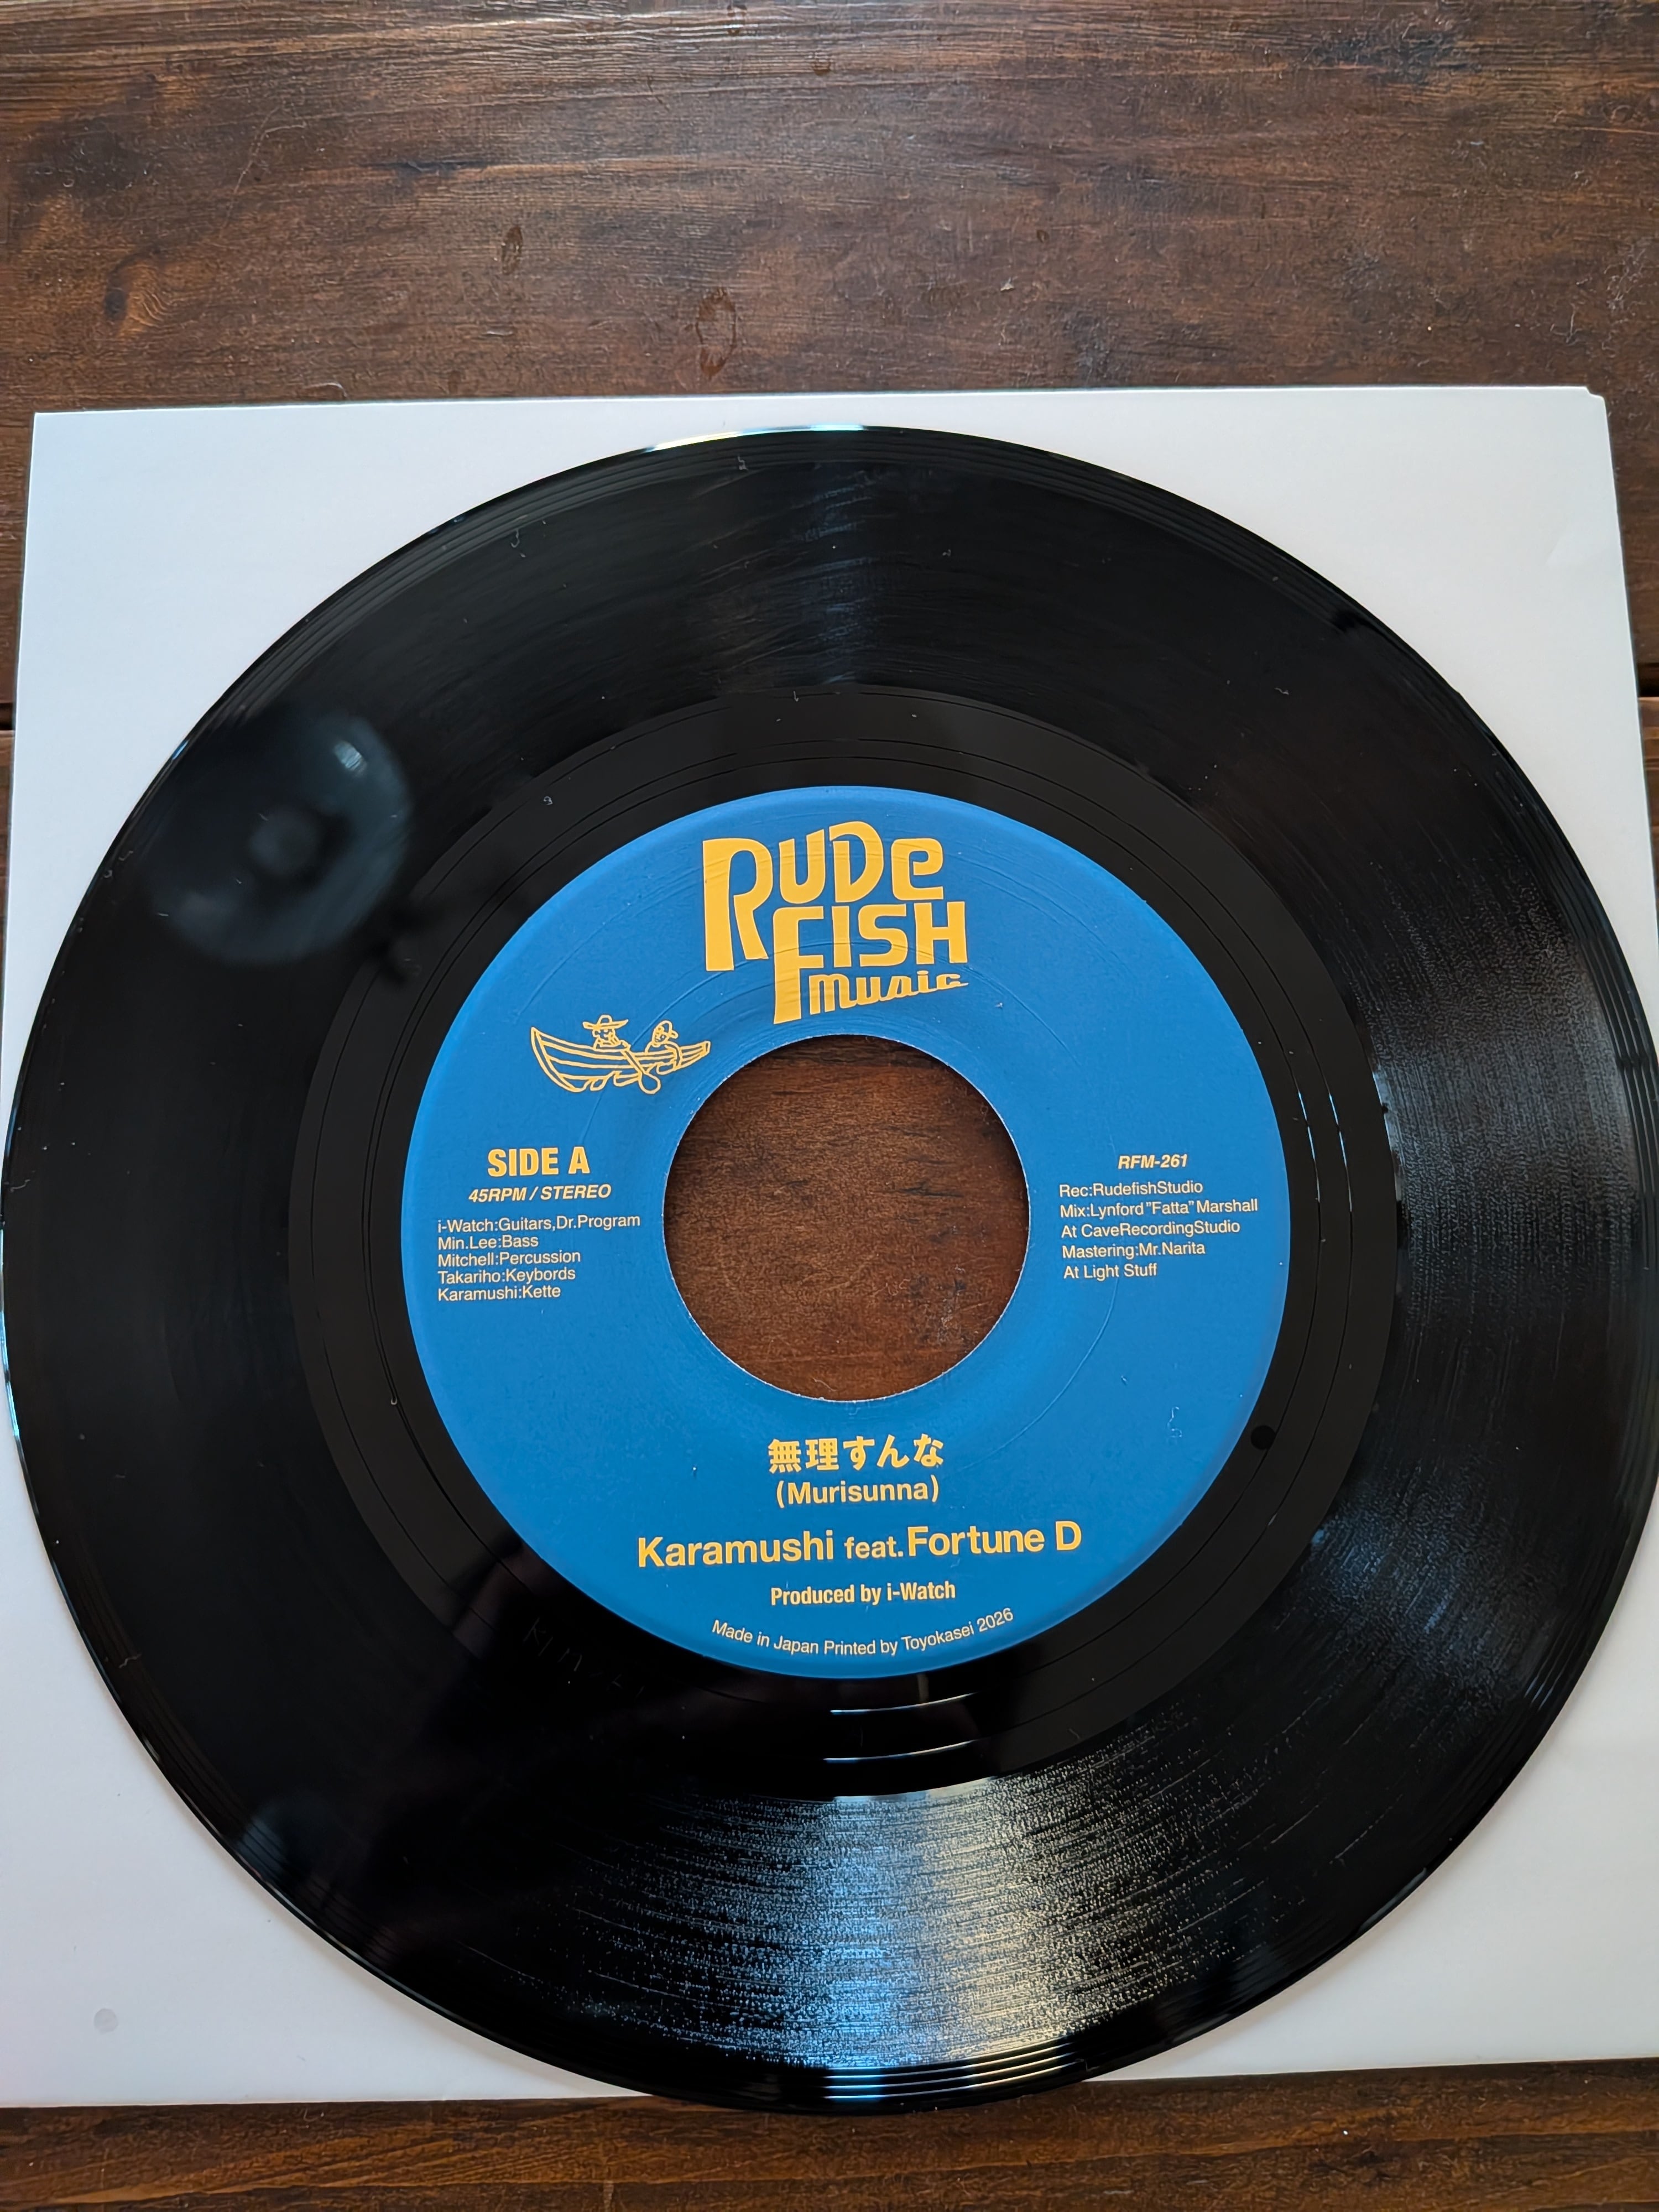 RUDE
FISH
Music
SIDE A
45RPM / STEREO
i-Watch:Guitars,Dr.Program
Min.Lee:Bass
Mitchell:Percussion
Takariho:Keybords
Karamushi:Kette
RFM-261
Rec:RudefishStudio
Mix:Lynford "Fatta" Marshall
At CaveRecordingStudio
Mastering:Mr.Narita
At Light Stuff
無理すんな
(Murisunna)
Karamushi feat.Fortune D
Produced by i-Watch
Made in Japan Printed by Toyokasei 2026